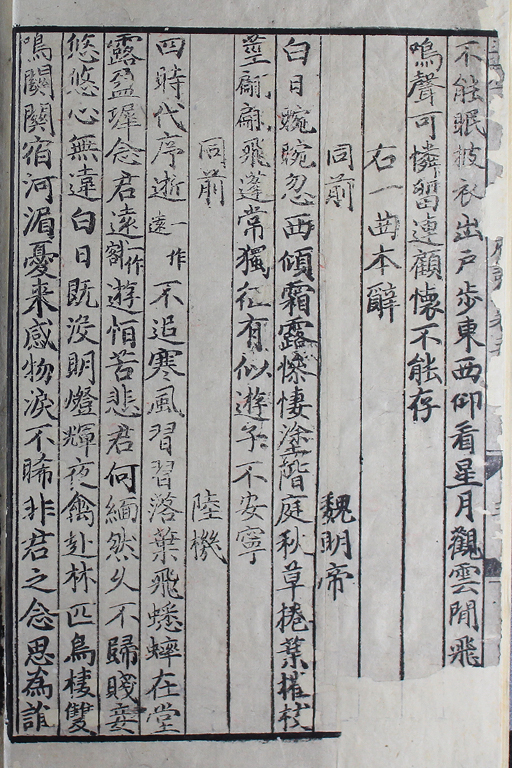 不能眠披衣出戸步東西仰看星月觀雲間飛
鳴聲可憐留連顧懷不能存
右一曲本辭
同前
魏明帝
白日晼晼忽西傾霜露慘悽塗階庭秋草捲葉摧枝
莖翩翩飛蓬常獨征有似遊子不安寧
同前
陸機
四時代序逝一作遠不追寒風習習落葉飛蟋蟀在堂
露盈墀念君遠一作客遊恒苦悲君何緬然久不歸賤妾
悠悠心無違白日既沒明燈輝夜禽赴林匹鳥棲雙
鳴關關宿河湄憂来感物淚不晞非君之念思為誰